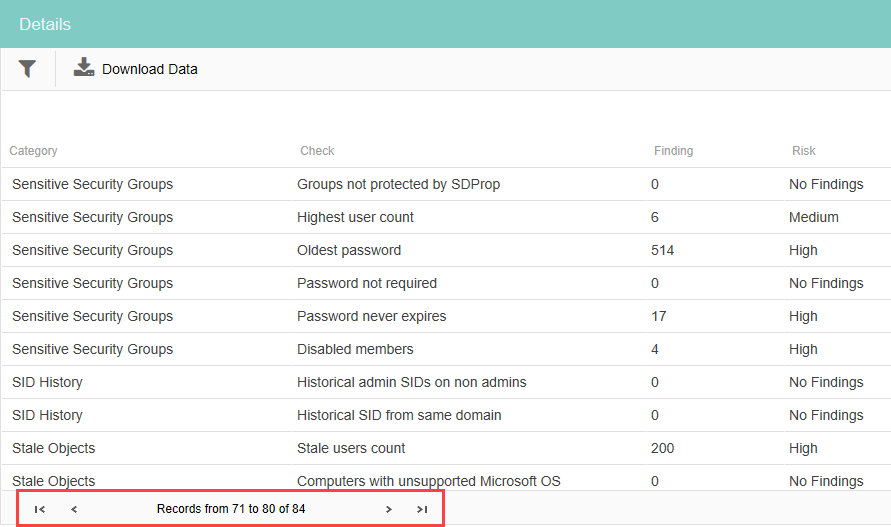 Details
Download Data
Category Check Finding Risk
Sensitive Security Groups Groups not protected by SDProp 0 No Findings
Sensitive Security Groups Highest user count 6 Medium
Sensitive Security Groups Oldest password 514 High
Sensitive Security Groups Password not required 0 No Findings
Sensitive Security Groups Password never expires 17 High
Sensitive Security Groups Disabled members 4 High
SID History Historical admin SIDs on non admins 0 No Findings
SID History Historical SID from same domain 0 No Findings
Stale Objects Stale users count 200 High
Stale Objects Computers with unsupported Microsoft OS 0 No Findings
Records from 71 to 80 of 84